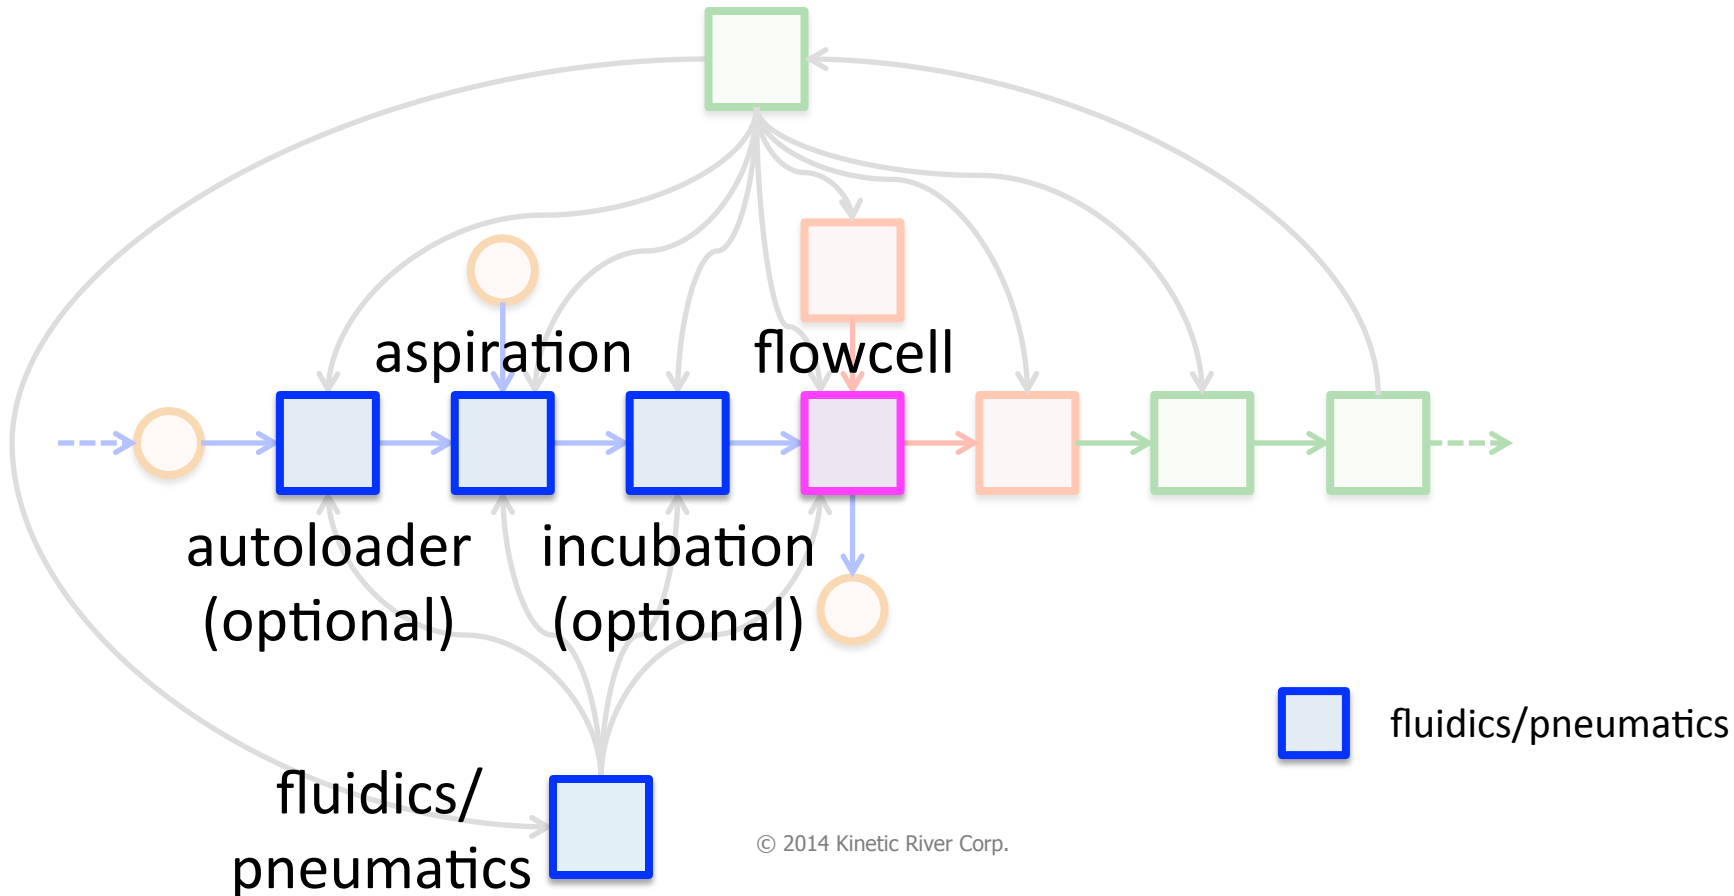 aspiration
flowcell
autoloader
(optional)
incubation
(optional)
fluidics/pneumatics
fluidics/
pneumatics
© 2014 Kinetic River Corp.